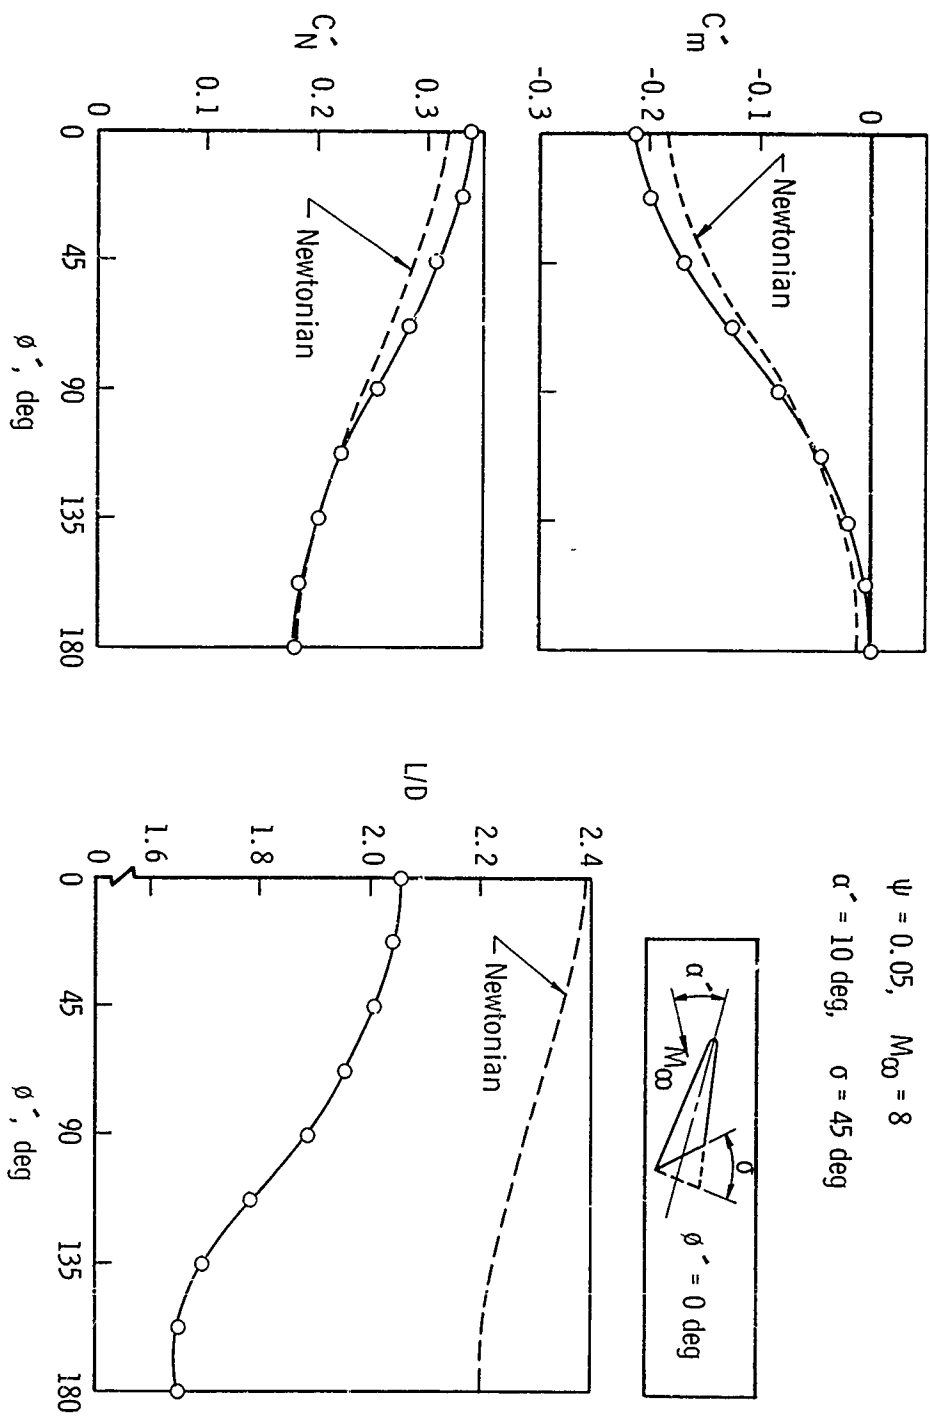 ψ = 0.05, M∞ = 8
α´ = 10 deg, σ = 45 deg
C´m
0
-0.1
-0.2
-0.3
Newtonian
C´N
0.3
0.2
0.1
0
Newtonian
0 45 90 135 180
ø´, deg
α´
M∞
σ
ø´ = 0 deg
L/D
2.4
2.2
2.0
1.8
1.6
0
Newtonian
0 45 90 135 180
ø´, deg